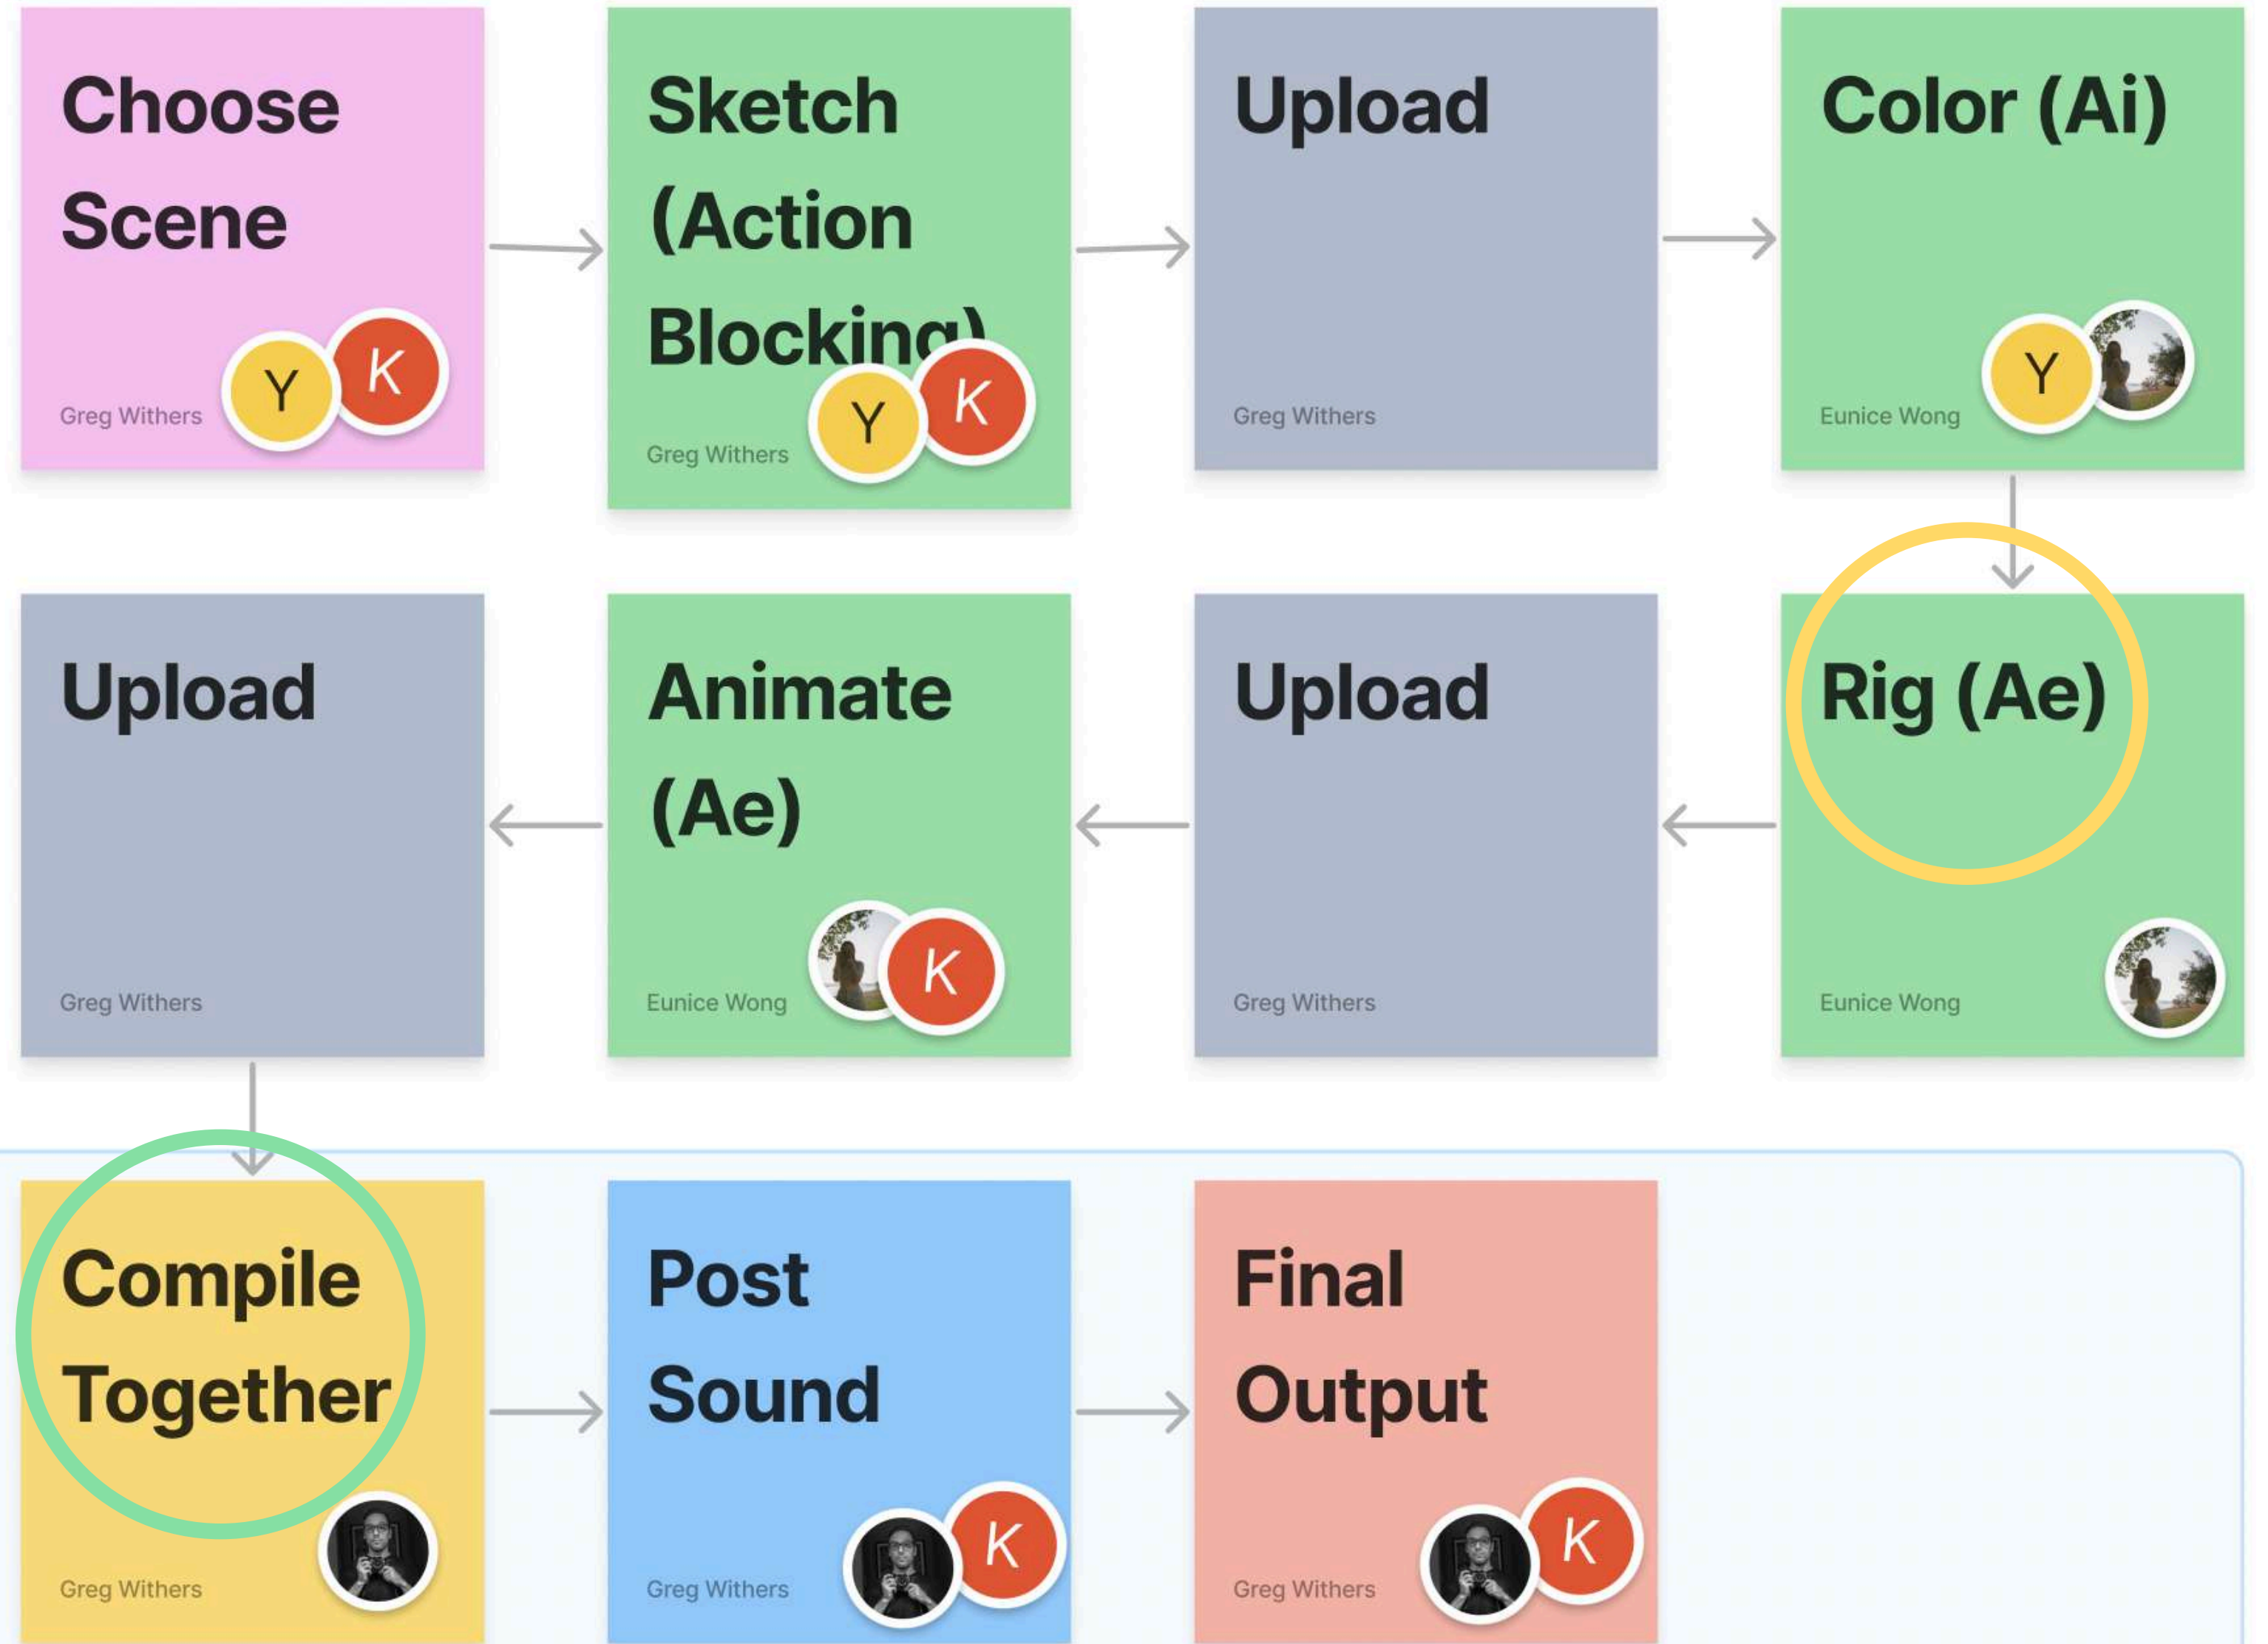 Choose
Scene
Greg Withers
Y
K
Sketch
(Action
Blocking)
Greg Withers
Y
K
Upload
Greg Withers
Color (Ai)
Eunice Wong
Y
Upload
Greg Withers
Animate
(Ae)
Eunice Wong
K
Upload
Greg Withers
Rig (Ae)
Eunice Wong
Compile
Together
Greg Withers
Post
Sound
Greg Withers
K
Final
Output
Greg Withers
K